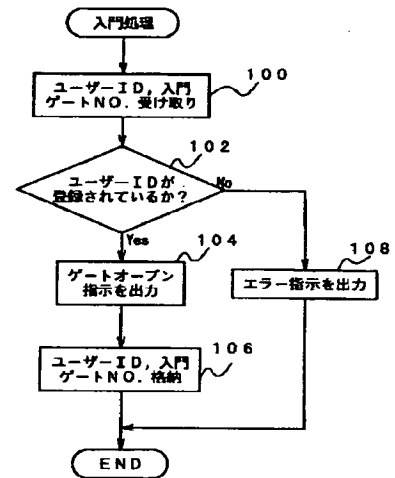 入門処理
ユーザーID，入門
ゲートNO．受け取り
100
102
ユーザーIDが
登録されているか？
No
Yes
104
ゲートオープン
指示を出力
108
エラー指示を出力
106
ユーザーID，入門
ゲートNO．格納
END